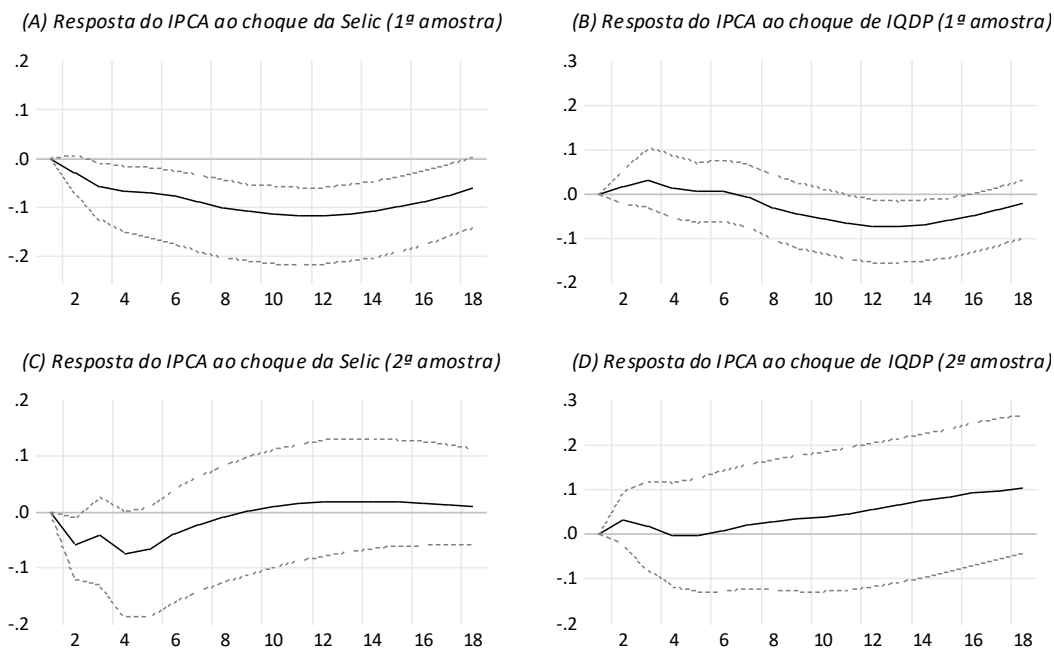 (A) Resposta do IPCA ao choque da Selic (1ª amostra)
.2
.1
.0
-.1
-.2
2 4 6 8 10 12 14 16 18
(B) Resposta do IPCA ao choque de IQDP (1ª amostra)
.3
.2
.1
.0
-.1
-.2
2 4 6 8 10 12 14 16 18
(C) Resposta do IPCA ao choque da Selic (2ª amostra)
.2
.1
.0
-.1
-.2
2 4 6 8 10 12 14 16 18
(D) Resposta do IPCA ao choque de IQDP (2ª amostra)
.3
.2
.1
.0
-.1
-.2
2 4 6 8 10 12 14 16 18